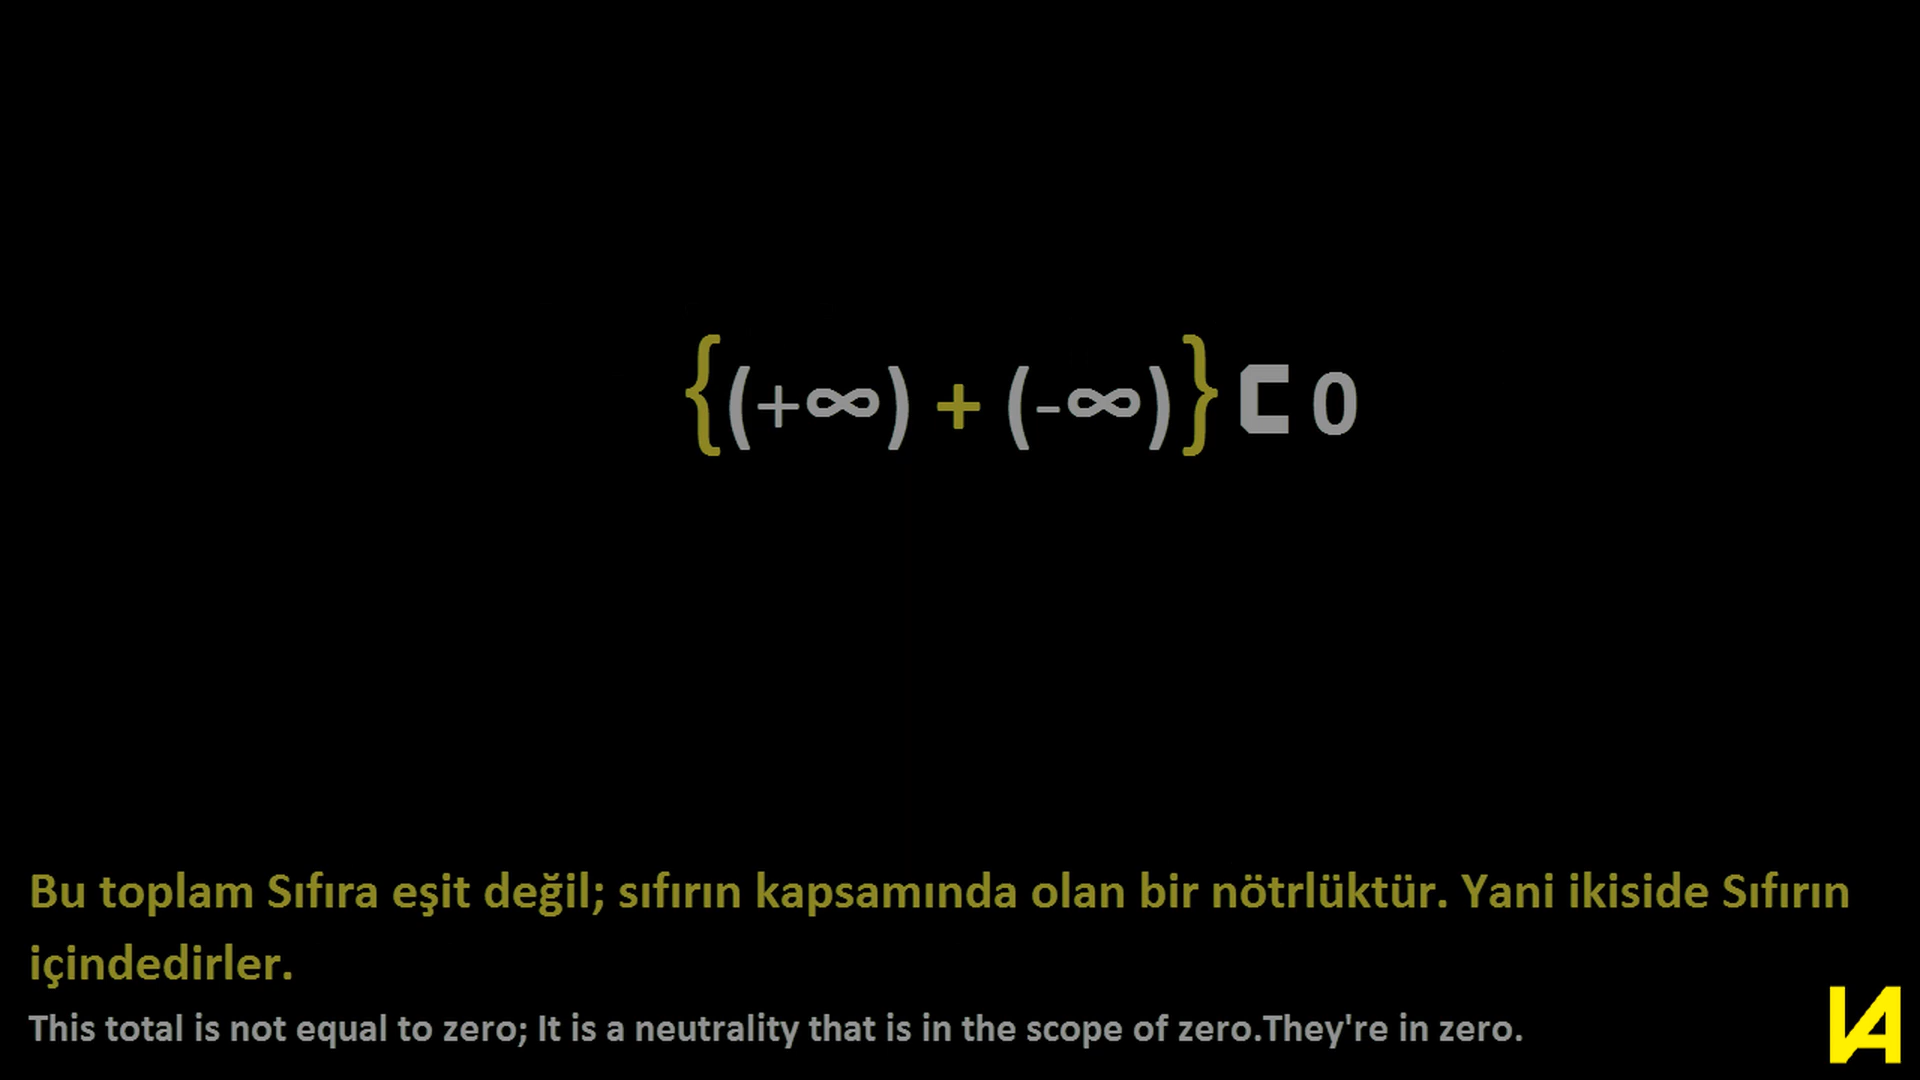 {(+∞) + (-∞)} ⊏ 0
Bu toplam Sıfıra eşit değil; sıfırın kapsamında olan bir nötrlüktür. Yani ikiside Sıfırın
içindedirler.
This total is not equal to zero; It is a neutrality that is in the scope of zero.They're in zero.